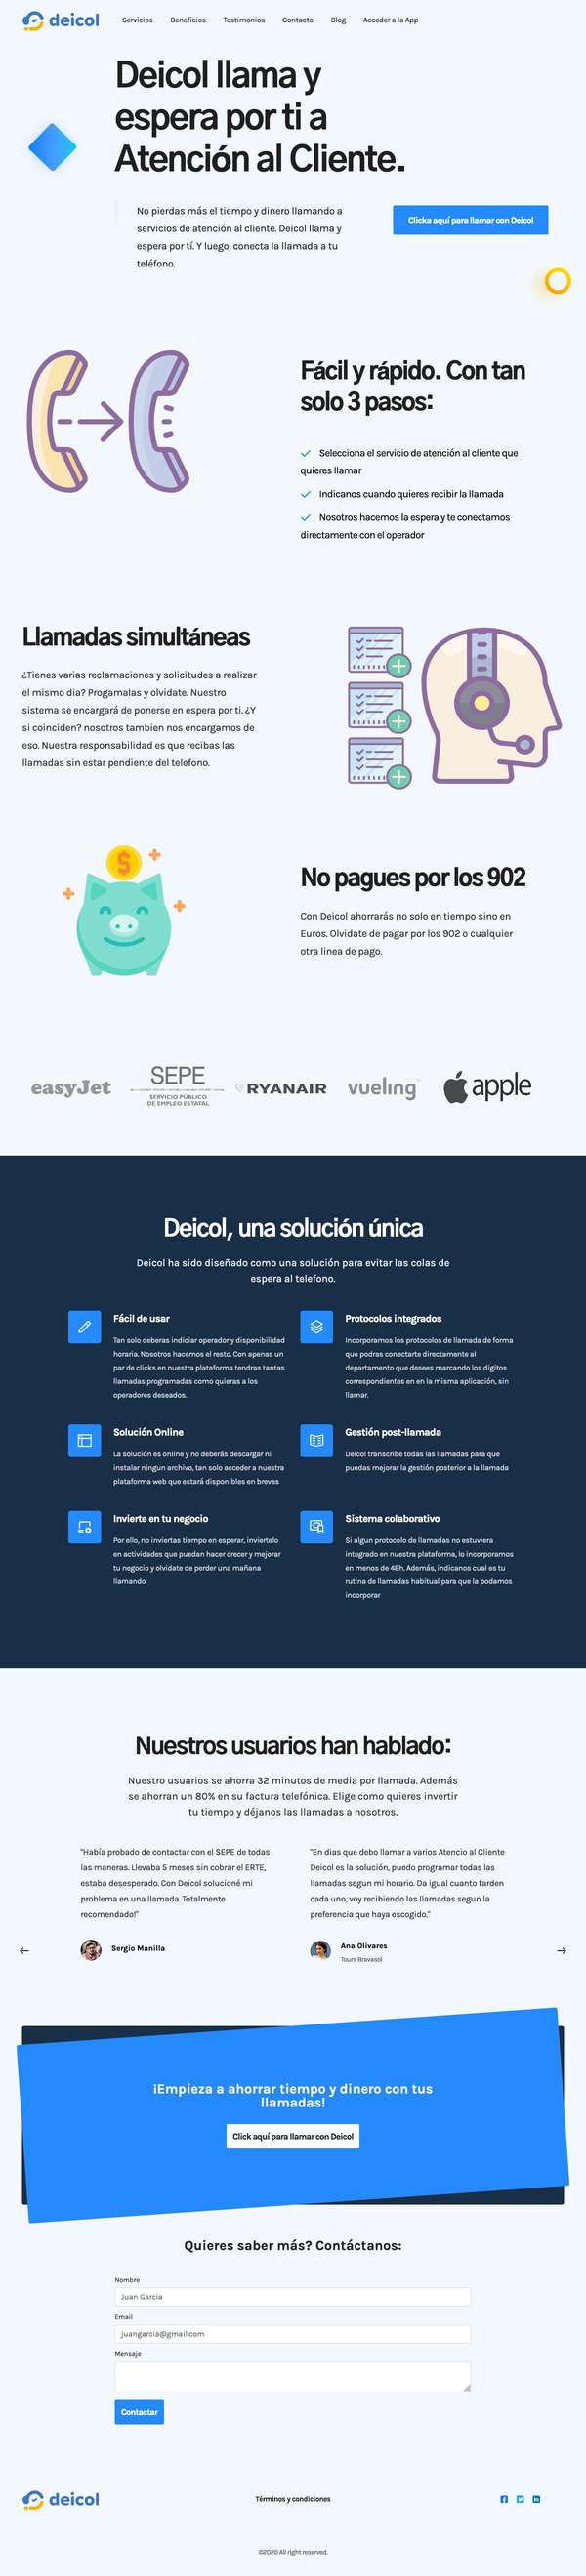 deicol
Servicios Beneficios Testimonios Contacto Blog Acceder a la App
Deicol llama y
espera por ti a
Atención al Cliente.
No pierdas más el tiempo y dinero llamando a
servicios de atención al cliente. Deicol llama y
espera por tí. Y luego, conecta la llamada a tu
teléfono.
Clicka aquí para llamar con Deicol
Fácil y rápido. Con tan
solo 3 pasos:
Selecciona el servicio de atención al cliente que
quieres llamar
Indicanos cuando quieres recibir la llamada
Nosotros hacemos la espera y te conectamos
directamente con el operador
Llamadas simultáneas
¿Tienes varias reclamaciones y solicitudes a realizar
el mismo dia? Progamalas y olvidate. Nuestro
sistema se encargará de ponerse en espera por ti. ¿Y
si coinciden? nosotros tambien nos encargamos de
eso. Nuestra responsabilidad es que recibas las
llamadas sin estar pendiente del telefono.
$
No pagues por los 902
Con Deicol ahorrarás no solo en tiempo sino en
Euros. Olvidate de pagar por los 902 o cualquier
otra linea de pago.
easyJet
SEPE
SERVICIO PÚBLICO
DE EMPLEO ESTATAL
RYANAIR
vueling
apple
Deicol, una solución única
Deicol ha sido diseñado como una solución para evitar las colas de
espera al telefono.
Fácil de usar
Tan solo deberas indiciar operador y disponibilidad
horaria. Nosotros hacemos el resto. Con apenas un
par de clicks en nuestra plataforma tendras tantas
llamadas programadas como quieras a los
operadores deseados.
Protocolos integrados
Incorporamos los protocolos de llamada de forma
que podras conectarte directamente al
departamento que desees marcando los dígitos
correspondientes en en la misma aplicación, sin
llamar.
Solución Online
La solución es online y no deberás descargar ni
instalar ningun archivo, tan solo acceder a nuestra
plataforma web que estará disponibles en breves
Gestión post-llamada
Deicol transcribe todas las llamadas para que
puedas mejorar la gestión posterior a la llamada
Invierte en tu negocio
Por ello, no inviertas tiempo en esperar, inviertelo
en actividades que puedan hacer crecer y mejorar
tu negocio y olvidate de perder una mañana
llamando
Sistema colaborativo
Si algun protocolo de llamadas no estuviera
integrado en nuestra plataforma, lo incorporamos
en menos de 48h. Además, indicanos cual es tu
rutina de llamadas habitual para que la podamos
incorporar
Nuestros usuarios han hablado:
Nuestro usuarios se ahorra 32 minutos de media por llamada. Además
se ahorran un 80% en su factura telefónica. Elige como quieres invertir
tu tiempo y déjanos las llamadas a nosotros.
"Había probado de contactar con el SEPE de todas
las maneras. Llevaba 5 meses sin cobrar el ERTE,
estaba desesperado. Con Deicol solucioné mi
problema en una llamada. Totalmente
recomendado!"
Sergio Manilla
"En dias que debo llamar a varios Atencio al Cliente
Deicol es la solución, puedo programar todas las
llamadas segun mi horario. Da igual cuanto tarden
cada uno, voy recibiendo las llamadas segun la
preferencia que haya escogido."
Ana Olivares
Tours Bravasol
¡Empieza a ahorrar tiempo y dinero con tus
llamadas!
Click aquí para llamar con Deicol
Quieres saber más? Contáctanos:
Nombre
Juan Garcia
Email
juangarcia@gmail.com
Mensaje
Contactar
deicol
Términos y condiciones
©2020 All right reserved.